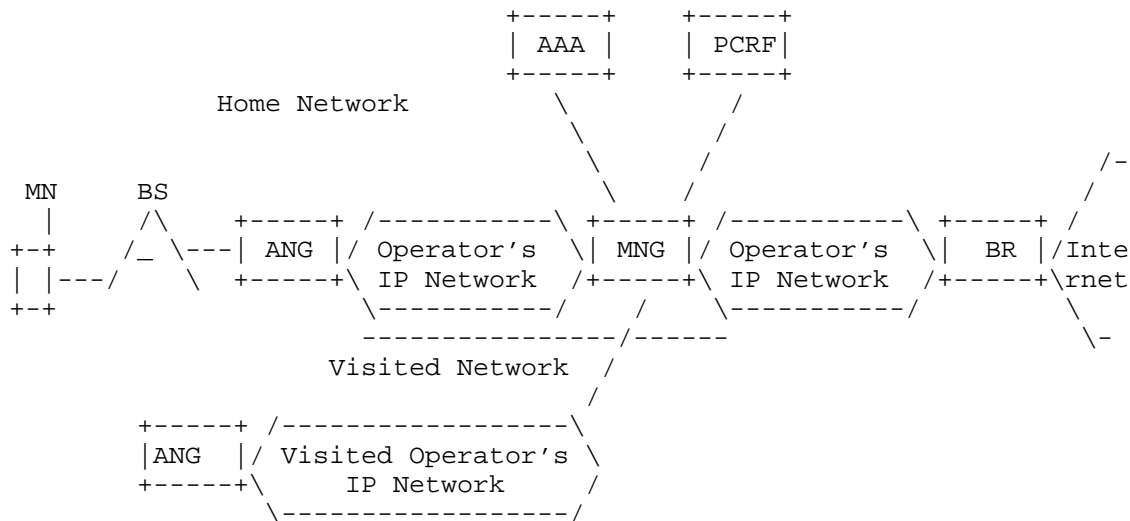 AAA PCRF
Home Network
MN BS
ANG Operator's MNG Operator's BR Inte
IP Network IP Network rnet
Visited Network
ANG Visited Operator's
IP Network